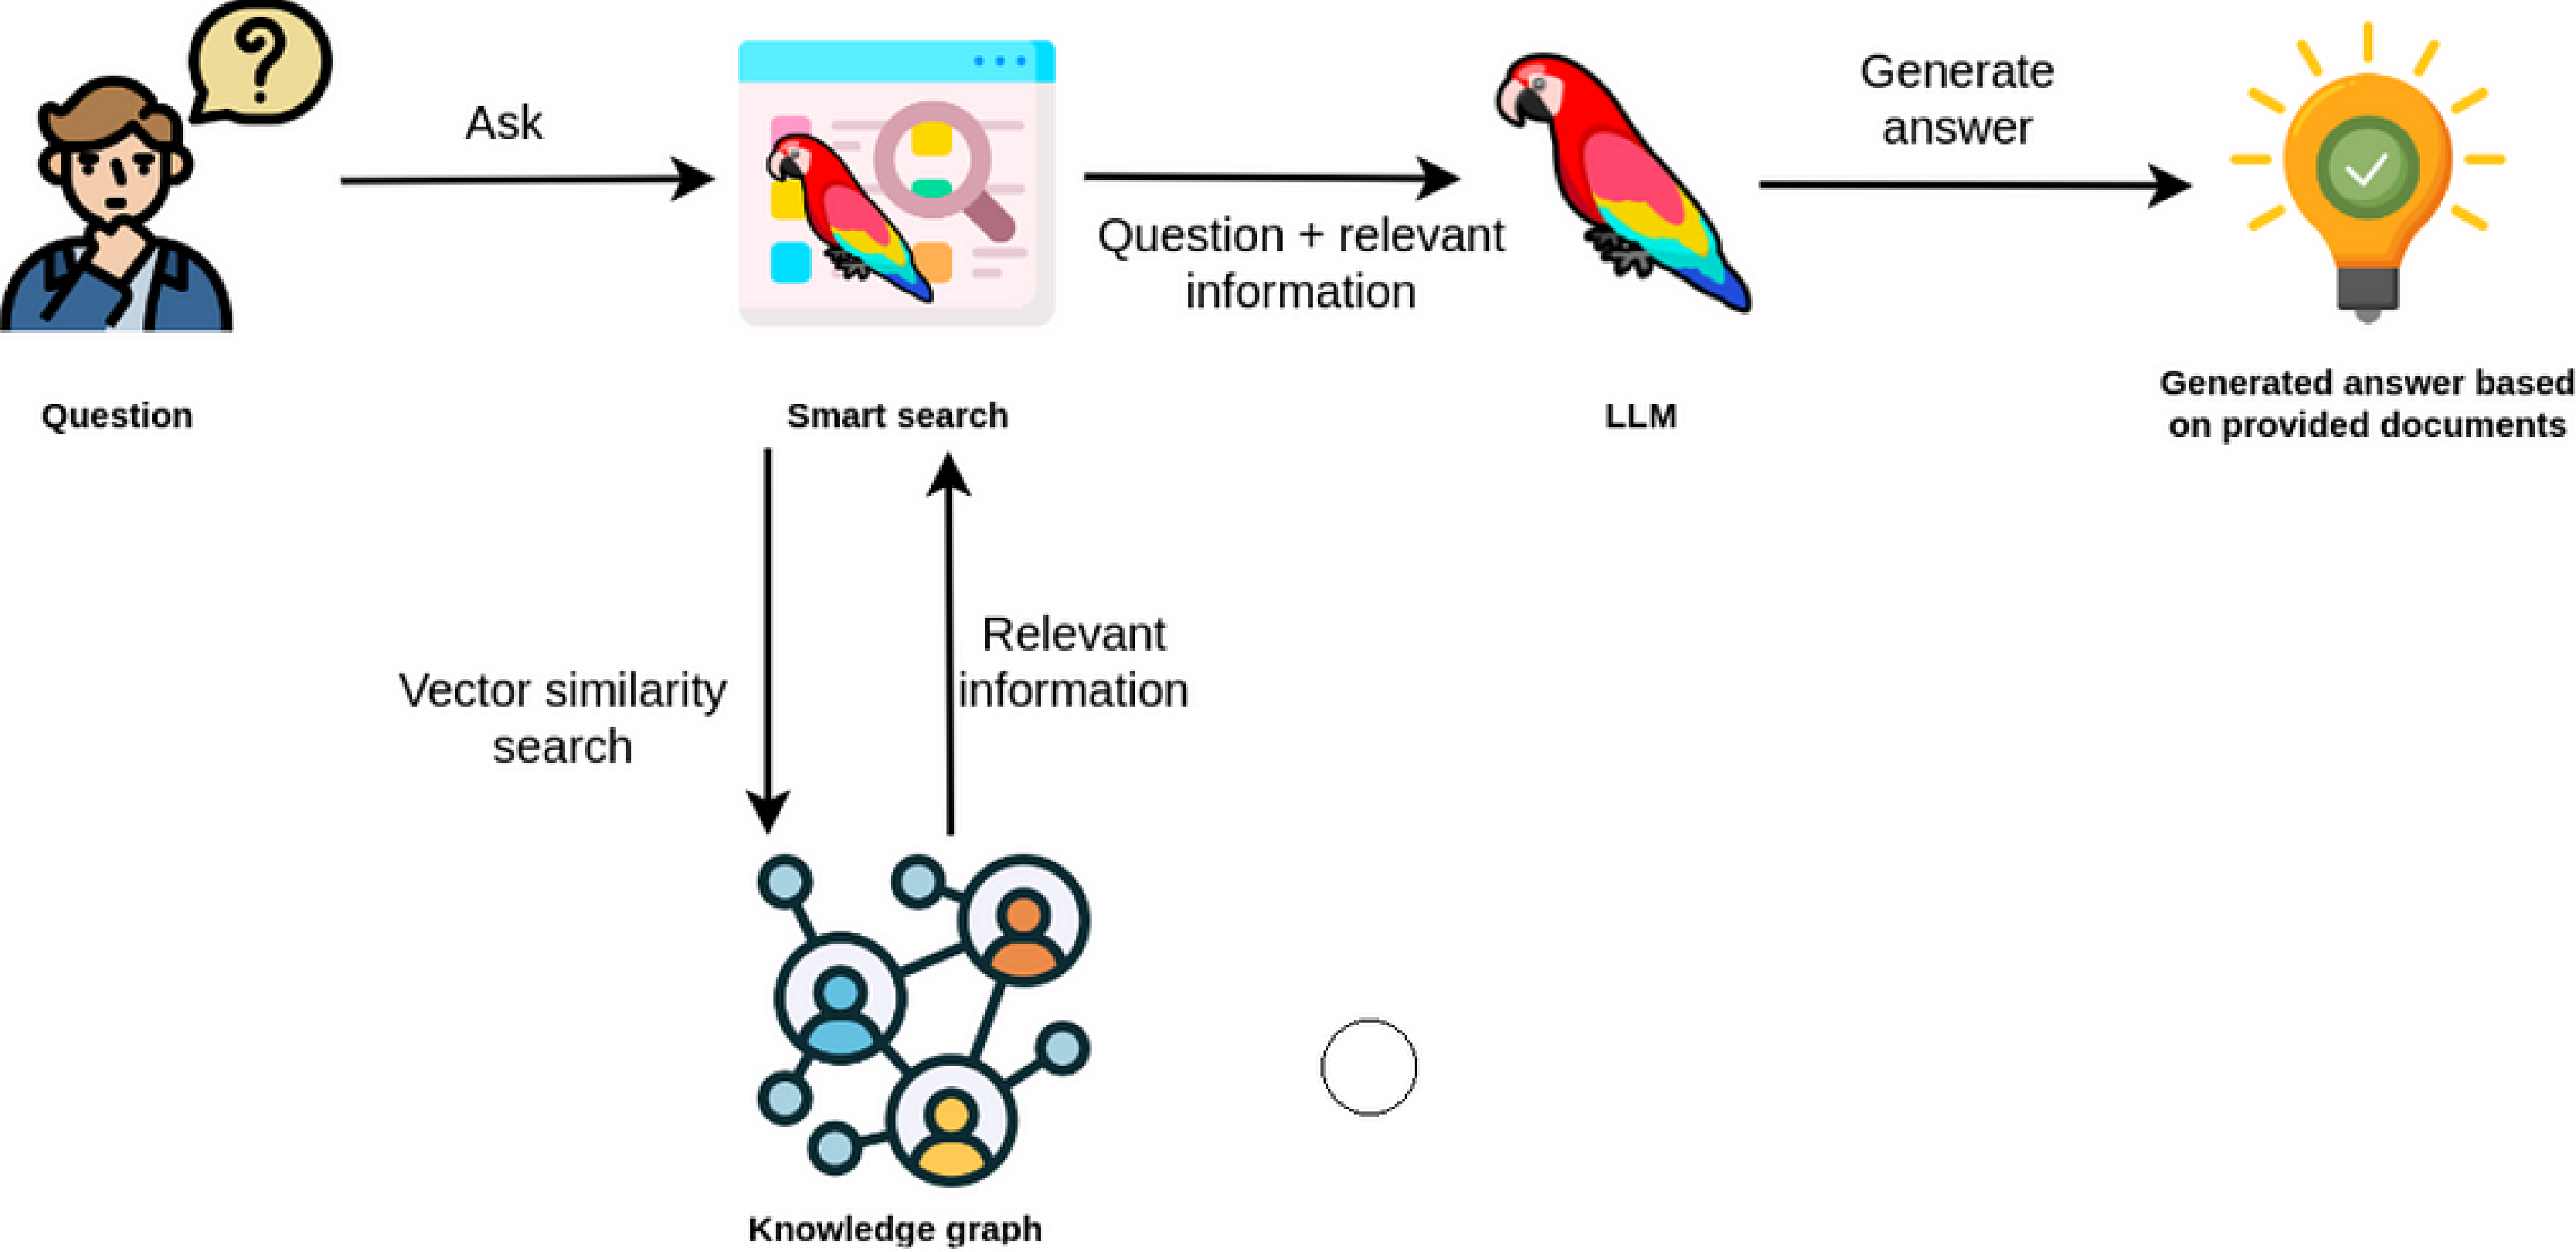 ?
Ask
Generate
answer
Question + relevant
information
Question
Smart search
LLM
Generated answer based
on provided documents
Vector similarity
search
Relevant
information
Knowledge graph